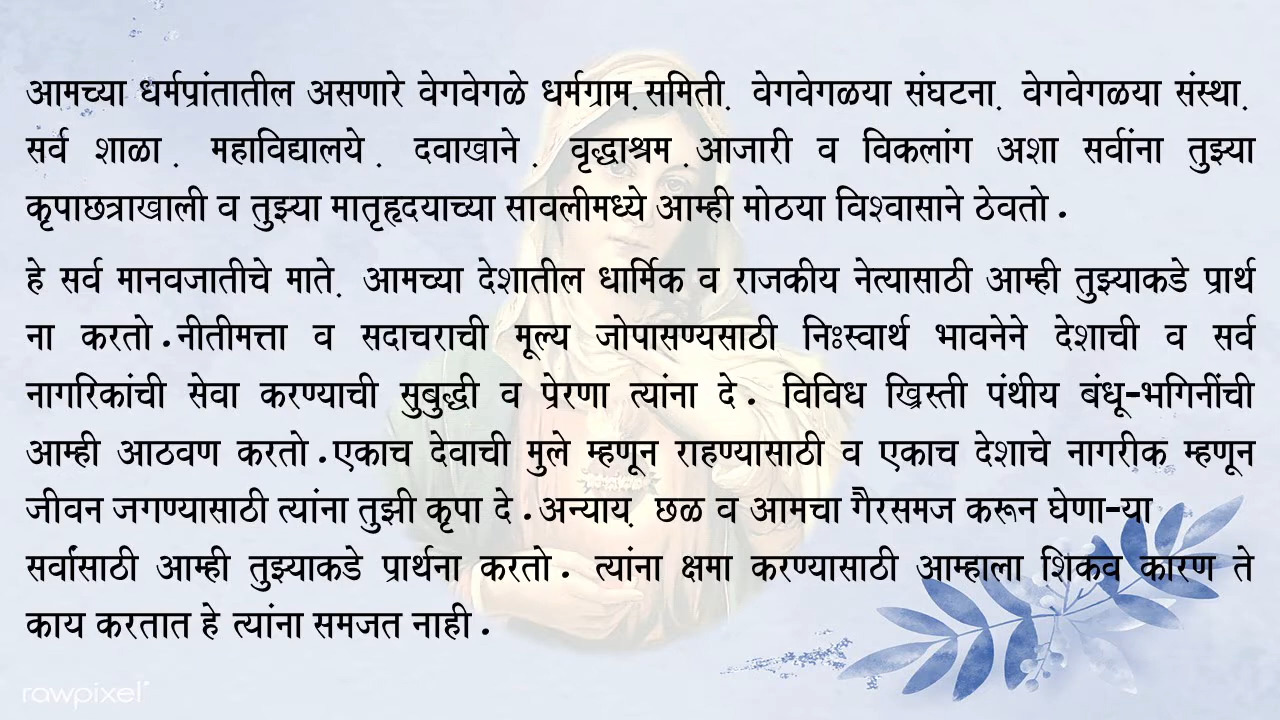 आमच्या धर्मप्रांतातील असणारे वेगवेगळे धर्मग्राम़ समिती़ वेगवेगळया संघटना़ वेगवेगळया संस्था़
सर्व शाळा ़ महाविद्यालये ़ दवाखाने ़ वृद्धाश्रम ़आजारी व विकलांग अशा सर्वांना तुझ्या
कृपाछत्राखाली व तुझ्या मातृहृदयाच्या सावलीमध्ये आम्ही मोठया विश्वासाने ठेवतो.
हे सर्व मानवजातीचे माते़ आमच्या देशातील धार्मिक व राजकीय नेत्यासाठी आम्ही तुझ्याकडे प्रार्थ
ना करतो.नीतीमत्ता व सदाचराची मूल्य जोपासण्यसाठी निःस्वार्थ भावनेने देशाची व सर्व
नागरिकांची सेवा करण्याची सुबुद्धी व प्रेरणा त्यांना दे. विविध ख्रिस्ती पंथीय बंधू-भगिनींची
आम्ही आठवण करतो.एकाच देवाची मुले म्हणून राहण्यासाठी व एकाच देशाचे नागरीक म्हणून
जीवन जगण्यासाठी त्यांना तुझी कृपा दे.अन्याय़ छळ व आमचा गैरसमज करून घेणा-या
सर्वांसाठी आम्ही तुझ्याकडे प्रार्थना करतो. त्यांना क्षमा करण्यासाठी आम्हाला शिकव कारण ते
काय करतात हे त्यांना समजत नाही.
rawpixel